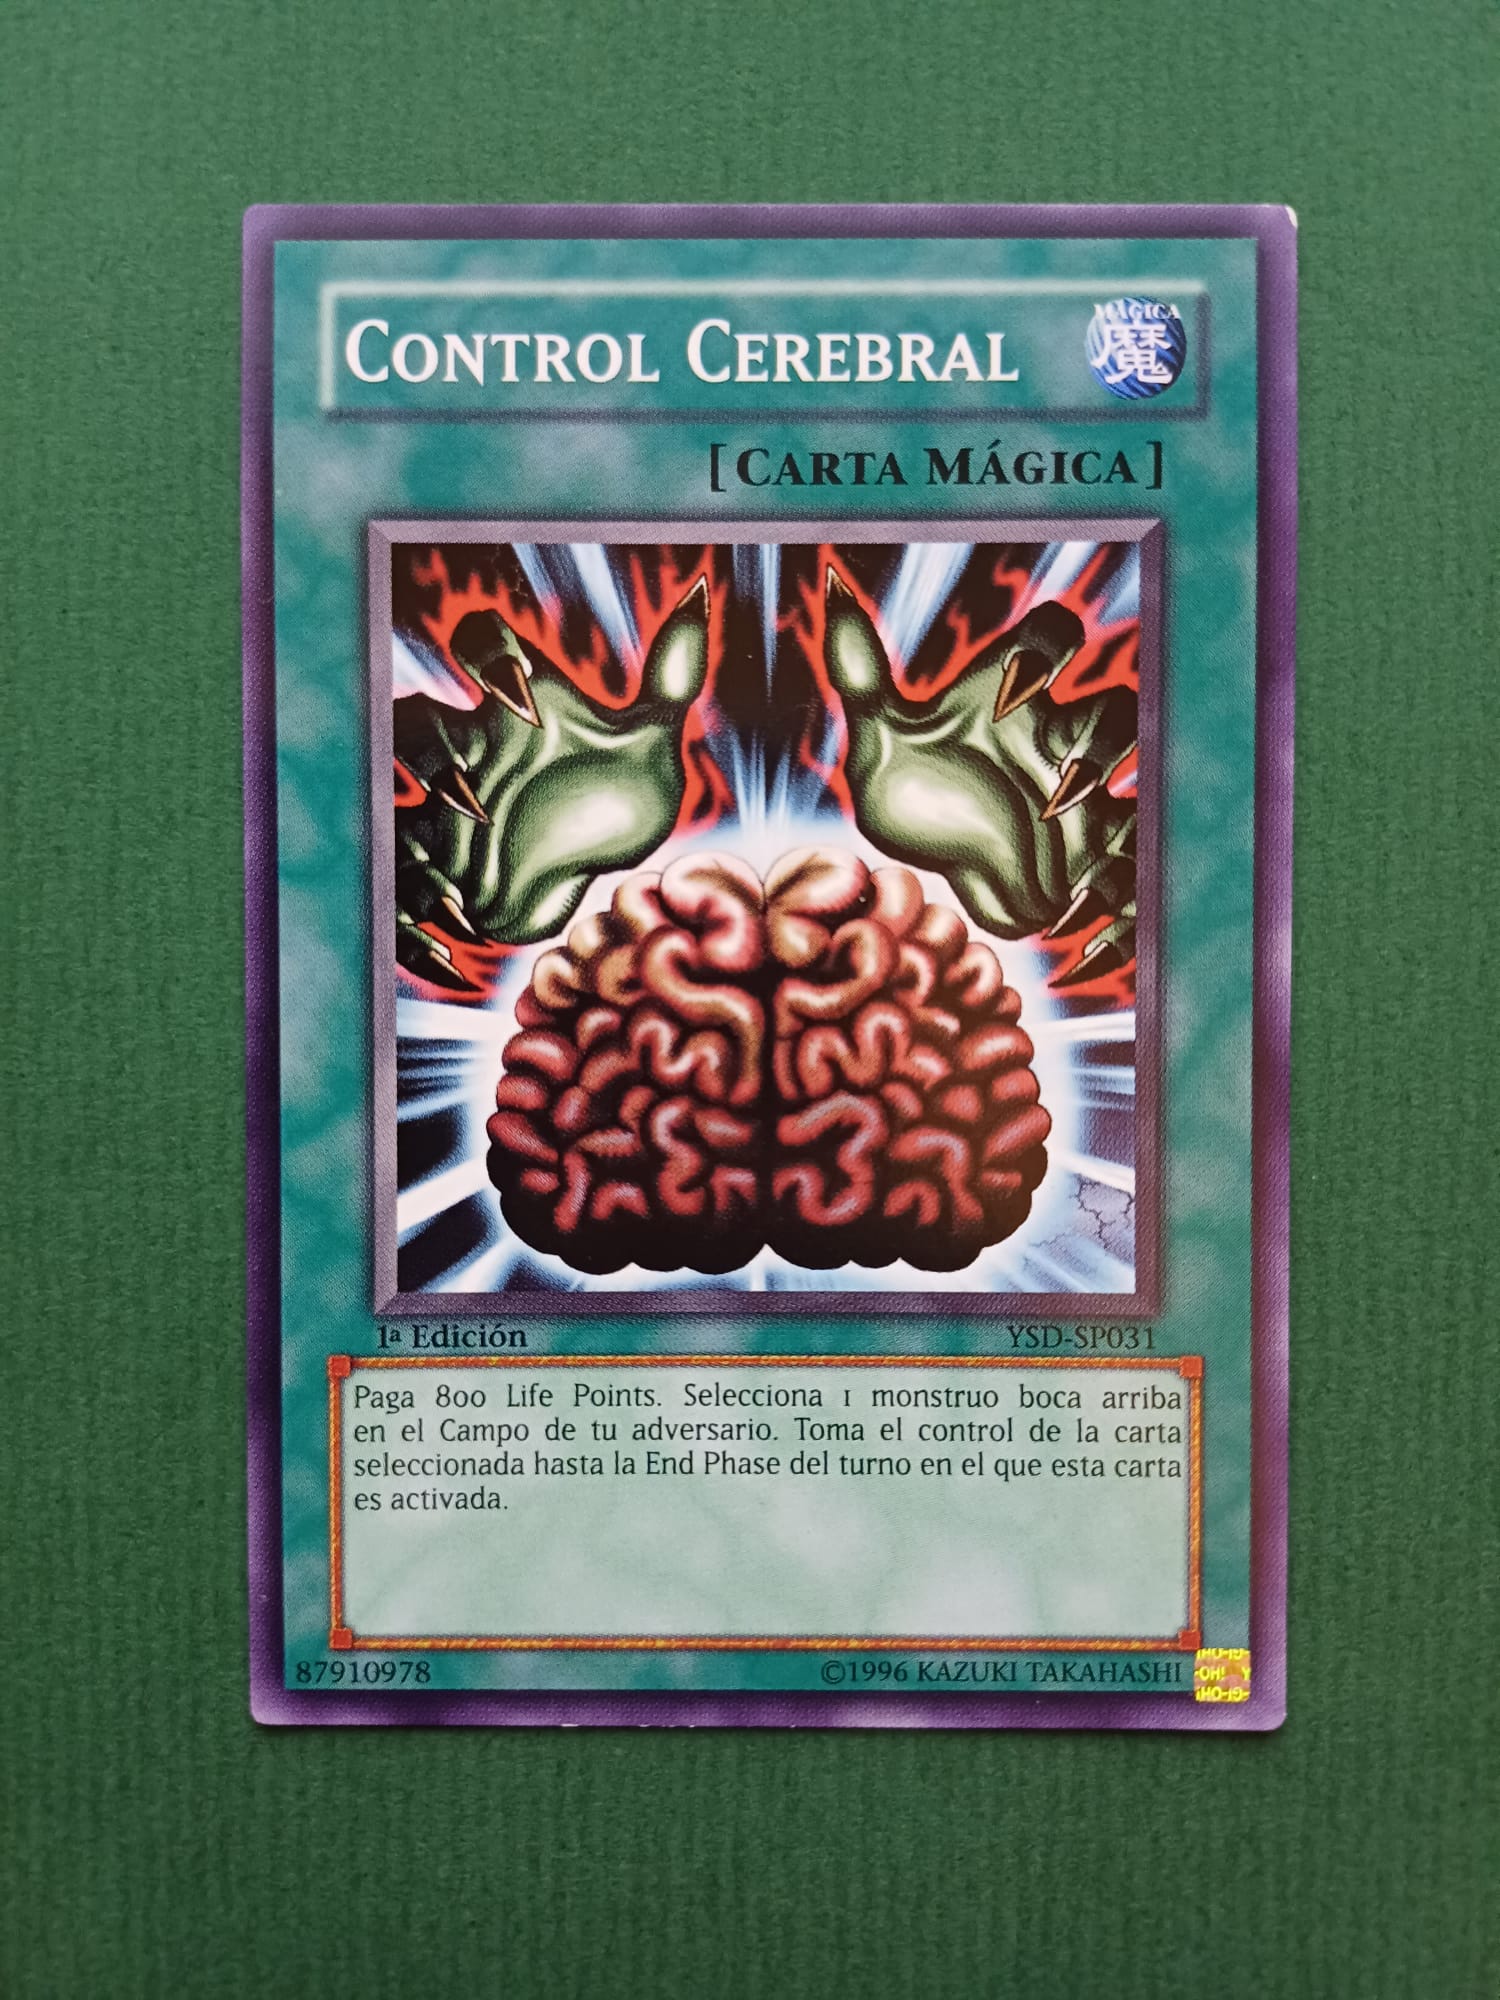 CONTROL CEREBRAL
MÁGICA
魔
[CARTA MÁGICA]
1ª Edición YSD-SP031
Paga 800 Life Points. Selecciona 1 monstruo boca arriba
en el Campo de tu adversario. Toma el control de la carta
seleccionada hasta la End Phase del turno en el que esta carta
es activada.
87910978 ©1996 KAZUKI TAKAHASHI